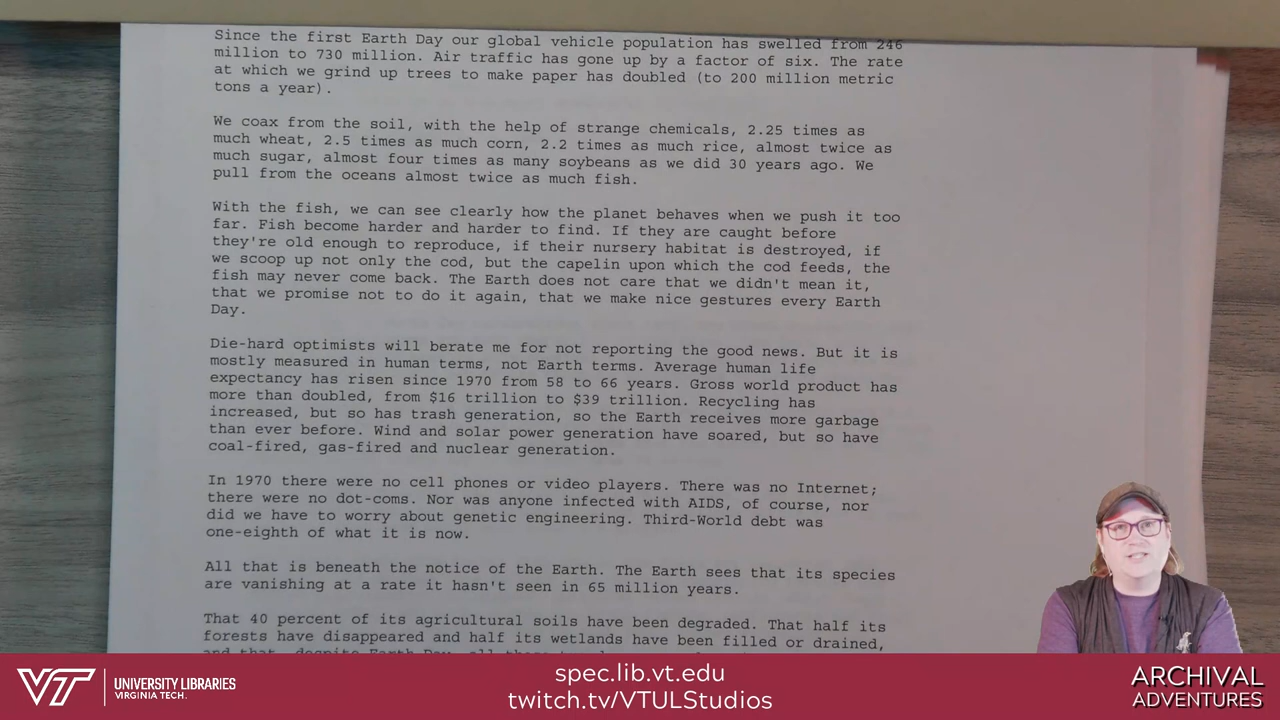 Since the first Earth Day our global vehicle population has swelled from 246
million to 730 million. Air traffic has gone up by a factor of six. The rate
at which we grind up trees to make paper has doubled (to 200 million metric
tons a year).
We coax from the soil, with the help of strange chemicals, 2.25 times as
much wheat, 2.5 times as much corn, 2.2 times as much rice, almost twice as
much sugar, almost four times as many soybeans as we did 30 years ago. We
pull from the oceans almost twice as much fish.
With the fish, we can see clearly how the planet behaves when we push it too
far. Fish become harder and harder to find. If they are caught before
they're old enough to reproduce, if their nursery habitat is destroyed, if
we scoop up not only the cod, but the capelin upon which the cod feeds, the
fish may never come back. The Earth does not care that we didn't mean it,
that we promise not to do it again, that we make nice gestures every Earth
Day.
Die-hard optimists will berate me for not reporting the good news. But it is
mostly measured in human terms, not Earth terms. Average human life
expectancy has risen since 1970 from 58 to 66 years. Gross world product has
more than doubled, from $16 trillion to $39 trillion. Recycling has
increased, but so has trash generation, so the Earth receives more garbage
than ever before. Wind and solar power generation have soared, but so have
coal-fired, gas-fired and nuclear generation.
In 1970 there were no cell phones or video players. There was no Internet;
there were no dot-coms. Nor was anyone infected with AIDS, of course, nor
did we have to worry about genetic engineering. Third-World debt was
one-eighth of what it is now.
All that is beneath the notice of the Earth. The Earth sees that its species
are vanishing at a rate it hasn't seen in 65 million years.
That 40 percent of its agricultural soils have been degraded. That half its
forests have disappeared and half its wetlands have been filled or drained,
and that, despite Earth Day, all these
VT
UNIVERSITY LIBRARIES
VIRGINIA TECH.
spec.lib.vt.edu
twitch.tv/VTULStudios
ARCHIVAL
ADVENTURES